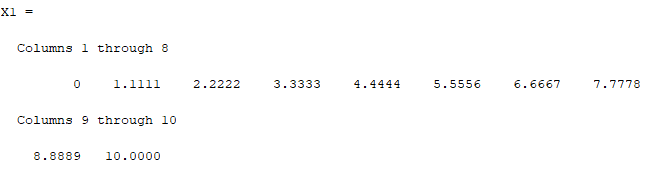 X1 =
Columns 1 through 8
0 1.1111 2.2222 3.3333 4.4444 5.5556 6.6667 7.7778
Columns 9 through 10
8.8889 10.0000